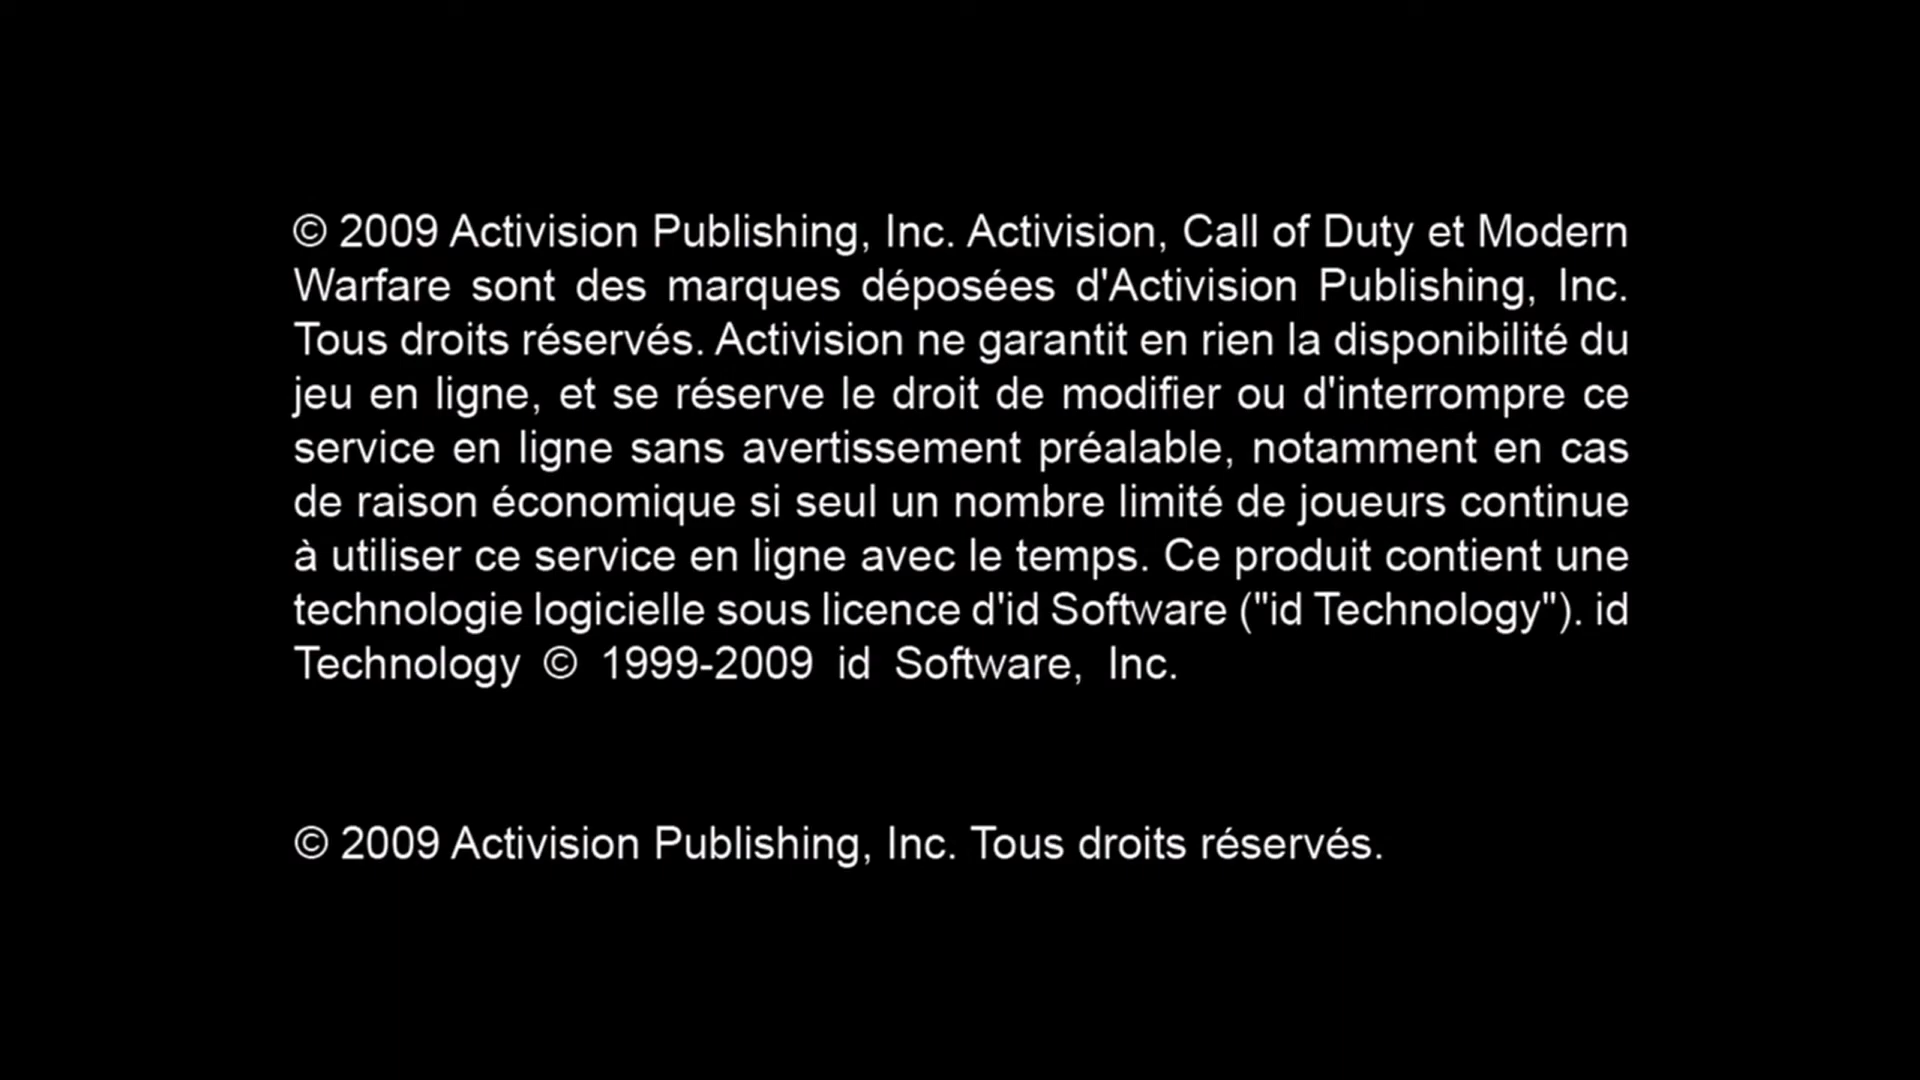 © 2009 Activision Publishing, Inc. Activision, Call of Duty et Modern
Warfare sont des marques déposées d'Activision Publishing, Inc.
Tous droits réservés. Activision ne garantit en rien la disponibilité du
jeu en ligne, et se réserve le droit de modifier ou d'interrompre ce
service en ligne sans avertissement préalable, notamment en cas
de raison économique si seul un nombre limité de joueurs continue
à utiliser ce service en ligne avec le temps. Ce produit contient une
technologie logicielle sous licence d'id Software ("id Technology"). id
Technology © 1999-2009 id Software, Inc.
© 2009 Activision Publishing, Inc. Tous droits réservés.